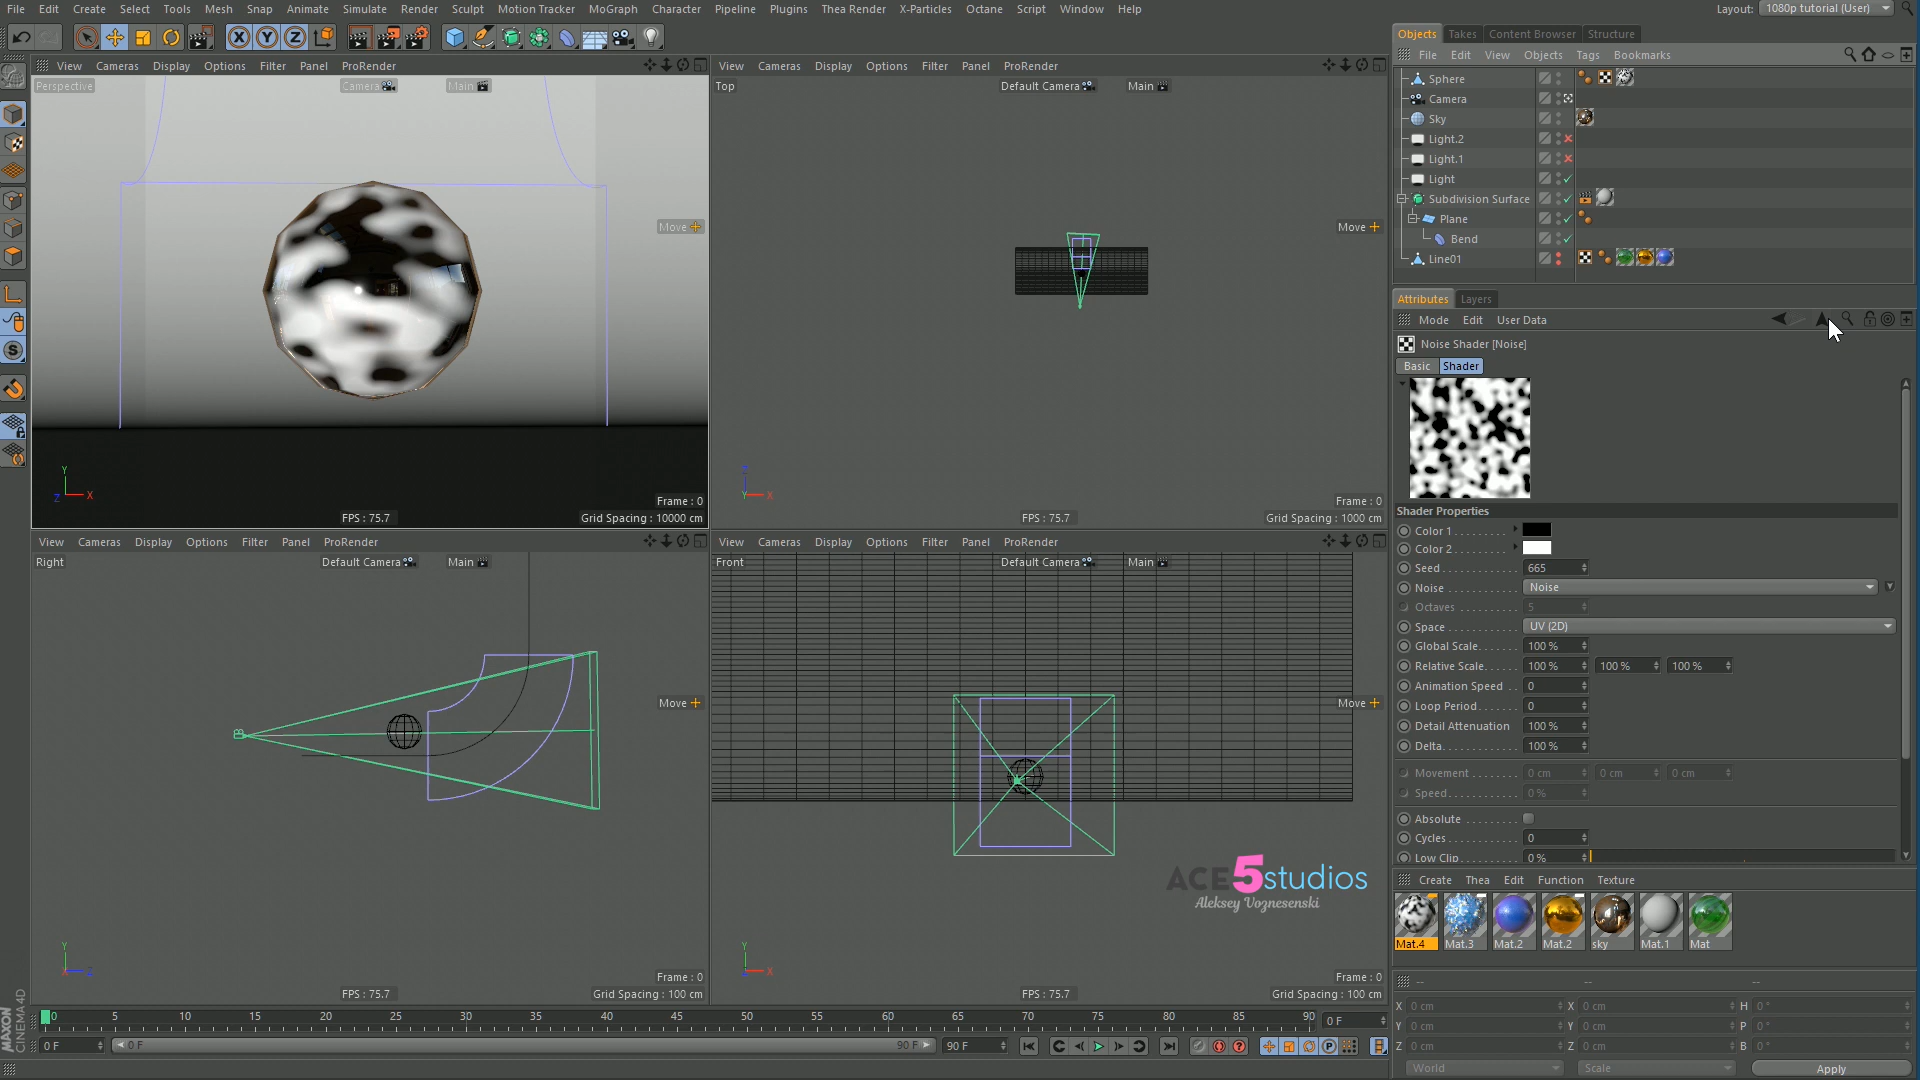 File Edit Create Select Tools Mesh Snap Animate Simulate Render Sculpt Motion Tracker MoGraph Character Pipeline Plugins Thea Render X-Particles Octane Script Window Help
Layout: 1080p tutorial (User)
View Cameras Display Options Filter Panel ProRender
Perspective Camera Main
Move
Frame : 0
FPS : 75.7 Grid Spacing : 10000 cm
View Cameras Display Options Filter Panel ProRender
Top Default Camera Main
Move
Frame : 0
FPS : 75.7 Grid Spacing : 1000 cm
View Cameras Display Options Filter Panel ProRender
Right Default Camera Main
Move
Frame : 0
FPS : 75.7 Grid Spacing : 100 cm
View Cameras Display Options Filter Panel ProRender
Front Default Camera Main
Move
ACE5studios
Aleksey Voznesenski
Frame : 0
FPS : 75.7 Grid Spacing : 100 cm
Objects Takes Content Browser Structure
File Edit View Objects Tags Bookmarks
Sphere
Camera
Sky
Light.2
Light.1
Light
Subdivision Surface
Plane
Bend
Line01
Attributes Layers
Mode Edit User Data
Noise Shader [Noise]
Basic Shader
Shader Properties
Color 1
Color 2
Seed 665
Noise Noise
Octaves 5
Space UV (2D)
Global Scale 100 %
Relative Scale 100 % 100 % 100 %
Animation Speed 0
Loop Period 0
Detail Attenuation 100 %
Delta 100 %
Movement 0 cm 0 cm 0 cm
Speed 0 %
Absolute
Cycles 0
Low Clip 0 %
Create Thea Edit Function Texture
Mat.4 Mat.3 Mat.2 Mat.2 sky Mat.1 Mat
-- -- --
X 0 cm X 0 cm H 0 °
Y 0 cm Y 0 cm P 0 °
Z 0 cm Z 0 cm B 0 °
World Scale Apply
0 5 10 15 20 25 30 35 40 45 50 55 60 65 70 75 80 85 90 0 F
0 F 0 F 90 F 90 F
MAXON
CINEMA 4D